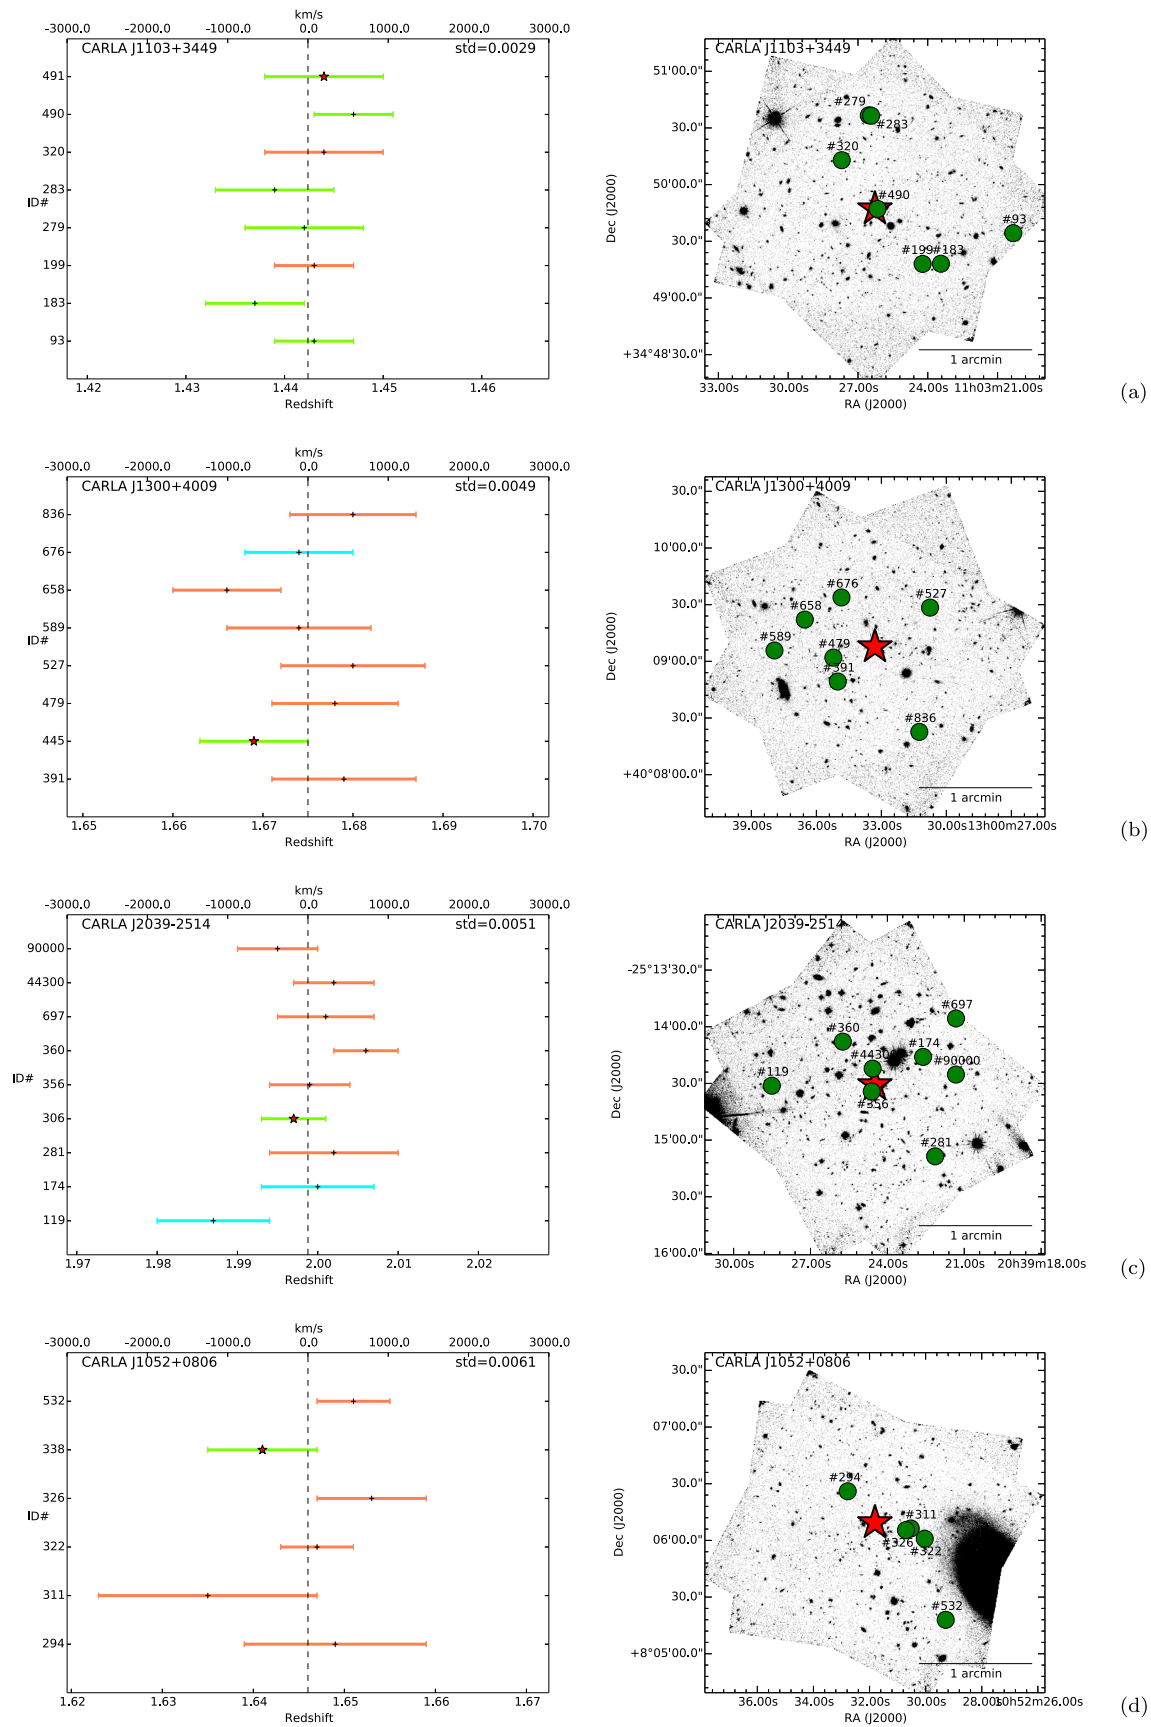 km/s
-3000.0 -2000.0 -1000.0 0.0 1000.0 2000.0 3000.0
CARLA J1103+3449 std=0.0029
491
490
320
283
ID#
279
199
183
93
1.42 1.43 1.44 1.45 1.46
Redshift
CARLA J1103+3449
51'00.0"
#279
30.0"
#283
#320
50'00.0"
#490
#93
30.0"
#199 #183
49'00.0"
+34°48'30.0"
1 arcmin
33.00s 30.00s 27.00s 24.00s 11h03m21.00s
RA (J2000)
Dec (J2000)
(a)
km/s
-3000.0 -2000.0 -1000.0 0.0 1000.0 2000.0 3000.0
CARLA J1300+4009 std=0.0049
836
676
658
589
ID#
527
479
445
391
1.65 1.66 1.67 1.68 1.69 1.70
Redshift
CARLA J1300+4009
30.0"
10'00.0"
#676
#527
30.0"
#658
#589 #479
09'00.0"
#391
30.0"
#836
+40°08'00.0"
1 arcmin
39.00s 36.00s 33.00s 30.00s 13h00m27.00s
RA (J2000)
Dec (J2000)
(b)
km/s
-3000.0 -2000.0 -1000.0 0.0 1000.0 2000.0 3000.0
CARLA J2039-2514 std=0.0051
90000
44300
697
360
ID#
356
306
281
174
119
1.97 1.98 1.99 2.00 2.01 2.02
Redshift
CARLA J2039-2514
-25°13'30.0"
#697
14'00.0"
#360
#174
#44300
#90000
#119
30.0"
#356
15'00.0"
#281
30.0"
1 arcmin
16'00.0"
30.00s 27.00s 24.00s 21.00s 20h39m18.00s
RA (J2000)
Dec (J2000)
(c)
km/s
-3000.0 -2000.0 -1000.0 0.0 1000.0 2000.0 3000.0
CARLA J1052+0806 std=0.0061
532
338
326
ID#
322
311
294
1.62 1.63 1.64 1.65 1.66 1.67
Redshift
CARLA J1052+0806
30.0"
07'00.0"
#294
30.0"
#311
06'00.0"
#326
#322
30.0"
#532
+8°05'00.0"
1 arcmin
36.00s 34.00s 32.00s 30.00s 28.00s 10h52m26.00s
RA (J2000)
Dec (J2000)
(d)